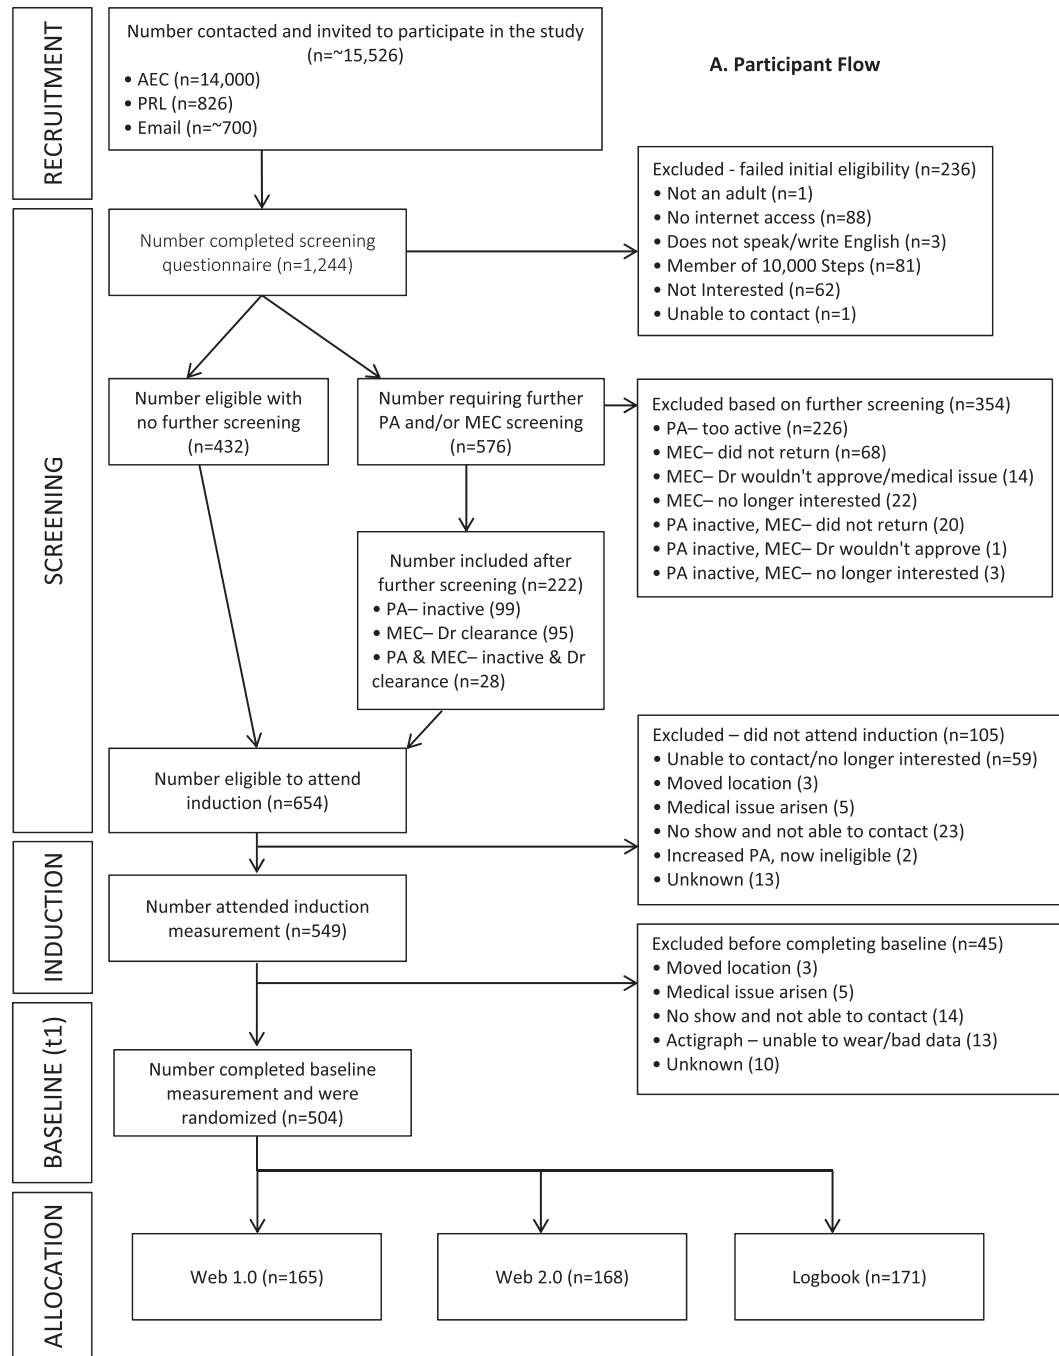 RECRUITMENT
Number contacted and invited to participate in the study
(n=~15,526)
• AEC (n=14,000)
• PRL (n=826)
• Email (n=~700)
A. Participant Flow
SCREENING
Number completed screening
questionnaire (n=1,244)
Excluded - failed initial eligibility (n=236)
• Not an adult (n=1)
• No internet access (n=88)
• Does not speak/write English (n=3)
• Member of 10,000 Steps (n=81)
• Not Interested (n=62)
• Unable to contact (n=1)
Number eligible with
no further screening
(n=432)
Number requiring further
PA and/or MEC screening
(n=576)
Excluded based on further screening (n=354)
• PA– too active (n=226)
• MEC– did not return (n=68)
• MEC– Dr wouldn't approve/medical issue (14)
• MEC– no longer interested (22)
• PA inactive, MEC– did not return (20)
• PA inactive, MEC– Dr wouldn't approve (1)
• PA inactive, MEC– no longer interested (3)
Number included after
further screening (n=222)
• PA– inactive (99)
• MEC– Dr clearance (95)
• PA & MEC– inactive & Dr
clearance (n=28)
Number eligible to attend
induction (n=654)
Excluded – did not attend induction (n=105)
• Unable to contact/no longer interested (n=59)
• Moved location (3)
• Medical issue arisen (5)
• No show and not able to contact (23)
• Increased PA, now ineligible (2)
• Unknown (13)
INDUCTION
Number attended induction
measurement (n=549)
Excluded before completing baseline (n=45)
• Moved location (3)
• Medical issue arisen (5)
• No show and not able to contact (14)
• Actigraph – unable to wear/bad data (13)
• Unknown (10)
BASELINE (t1)
Number completed baseline
measurement and were
randomized (n=504)
ALLOCATION
Web 1.0 (n=165)
Web 2.0 (n=168)
Logbook (n=171)